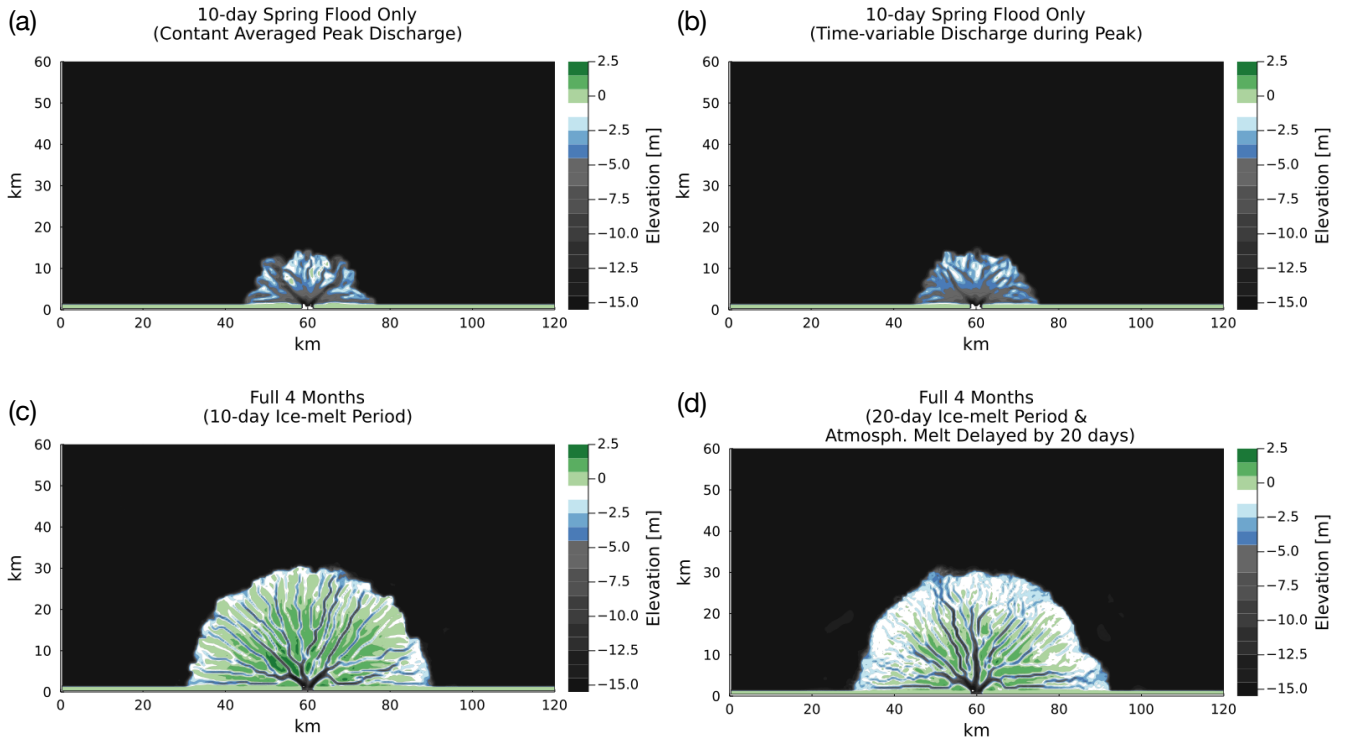 (a)
10-day Spring Flood Only
(Contant Averaged Peak Discharge)
60
50
40
30
20
10
0
km
0 20 40 60 80 100 120
km
2.5
0
−2.5
−5.0
−7.5
−10.0
−12.5
−15.0
Elevation [m]
(b)
10-day Spring Flood Only
(Time-variable Discharge during Peak)
60
50
40
30
20
10
0
km
0 20 40 60 80 100 120
km
2.5
0
−2.5
−5.0
−7.5
−10.0
−12.5
−15.0
Elevation [m]
(c)
Full 4 Months
(10-day Ice-melt Period)
60
50
40
30
20
10
0
km
0 20 40 60 80 100 120
km
2.5
0
−2.5
−5.0
−7.5
−10.0
−12.5
−15.0
Elevation [m]
(d)
Full 4 Months
(20-day Ice-melt Period &
Atmosph. Melt Delayed by 20 days)
60
50
40
30
20
10
0
km
0 20 40 60 80 100 120
km
2.5
0
−2.5
−5.0
−7.5
−10.0
−12.5
−15.0
Elevation [m]